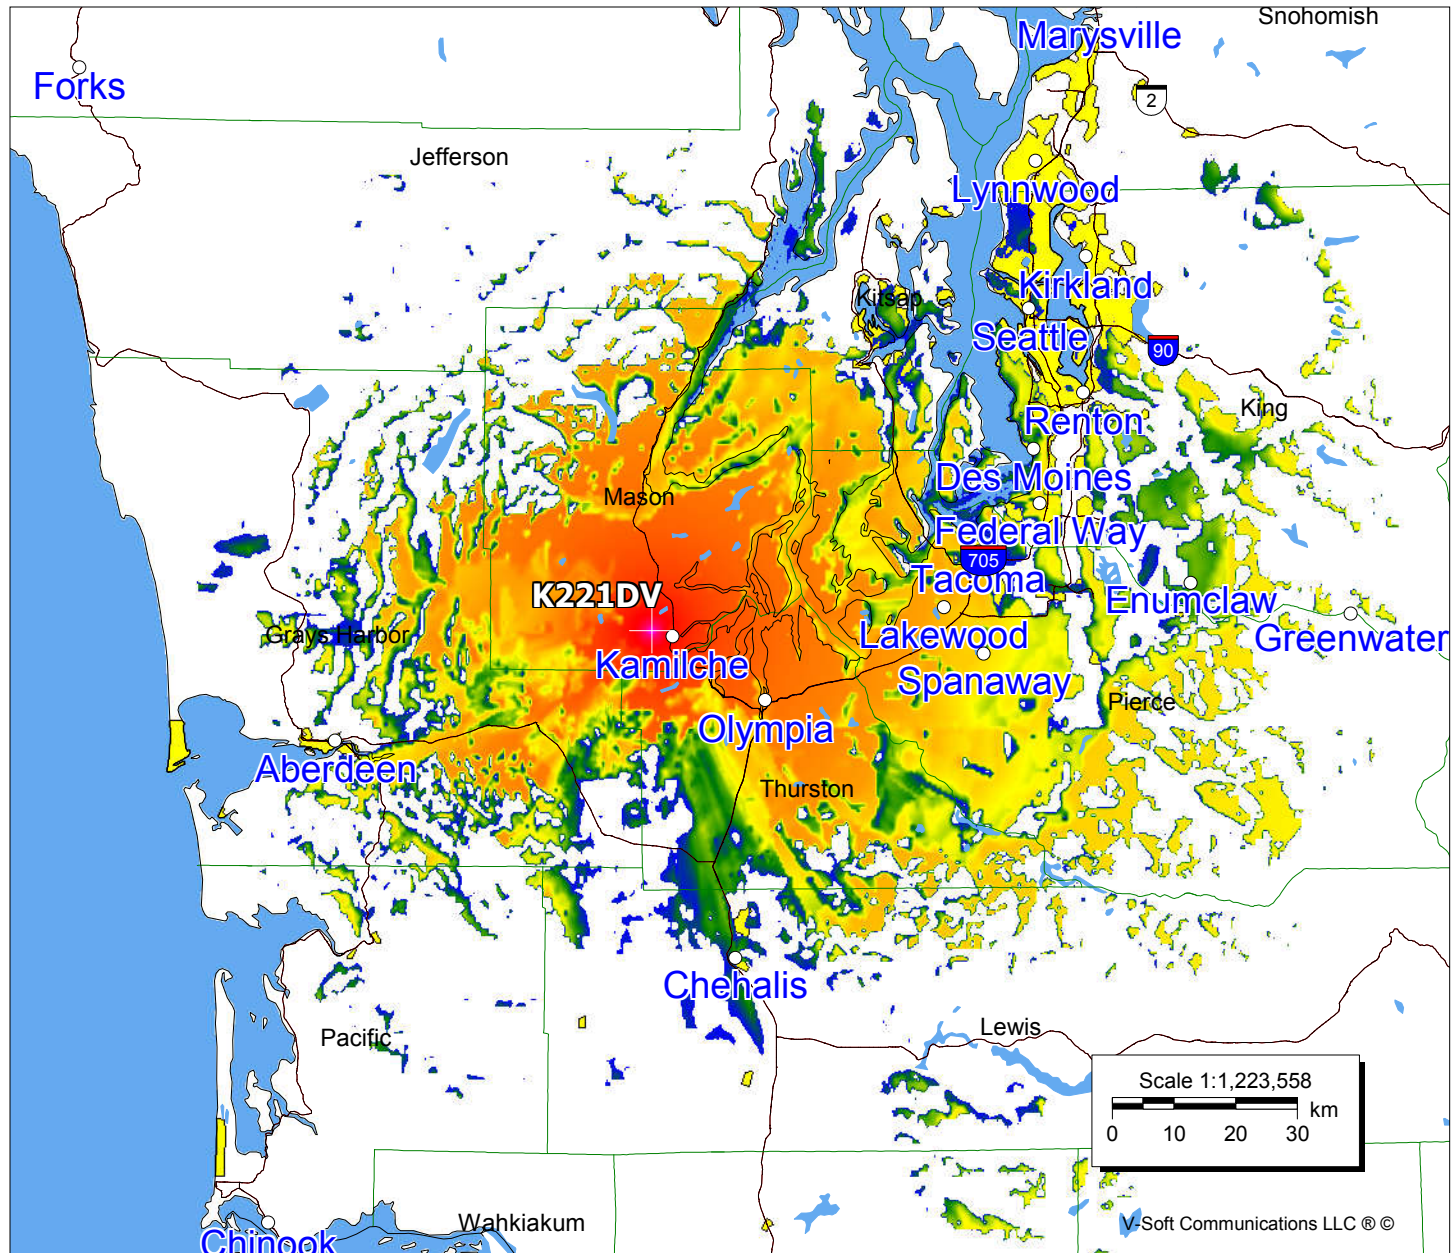 Snohomish
Marysville
Forks
2
Jefferson
Lynnwood
Kirkland
Kitsap
Seattle
90
King
Renton
Des Moines
Mason
Federal Way
705
Tacoma
K221DV
Enumclaw
Grays Harbor
Lakewood
Greenwater
Kamilche
Spanaway
Pierce
Olympia
Aberdeen
Thurston
Chehalis
Lewis
Pacific
Scale 1:1,223,558
km
0 10 20 30
Wahkiakum
V-Soft Communications LLC ® ©
Chinook